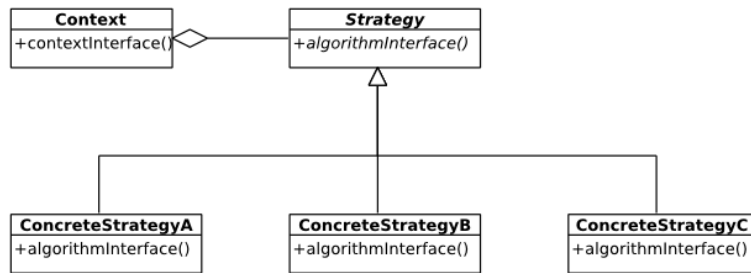 Context
+contextInterface()
Strategy
+algorithmInterface()
ConcreteStrategyA
+algorithmInterface()
ConcreteStrategyB
+algorithmInterface()
ConcreteStrategyC
+algorithmInterface()